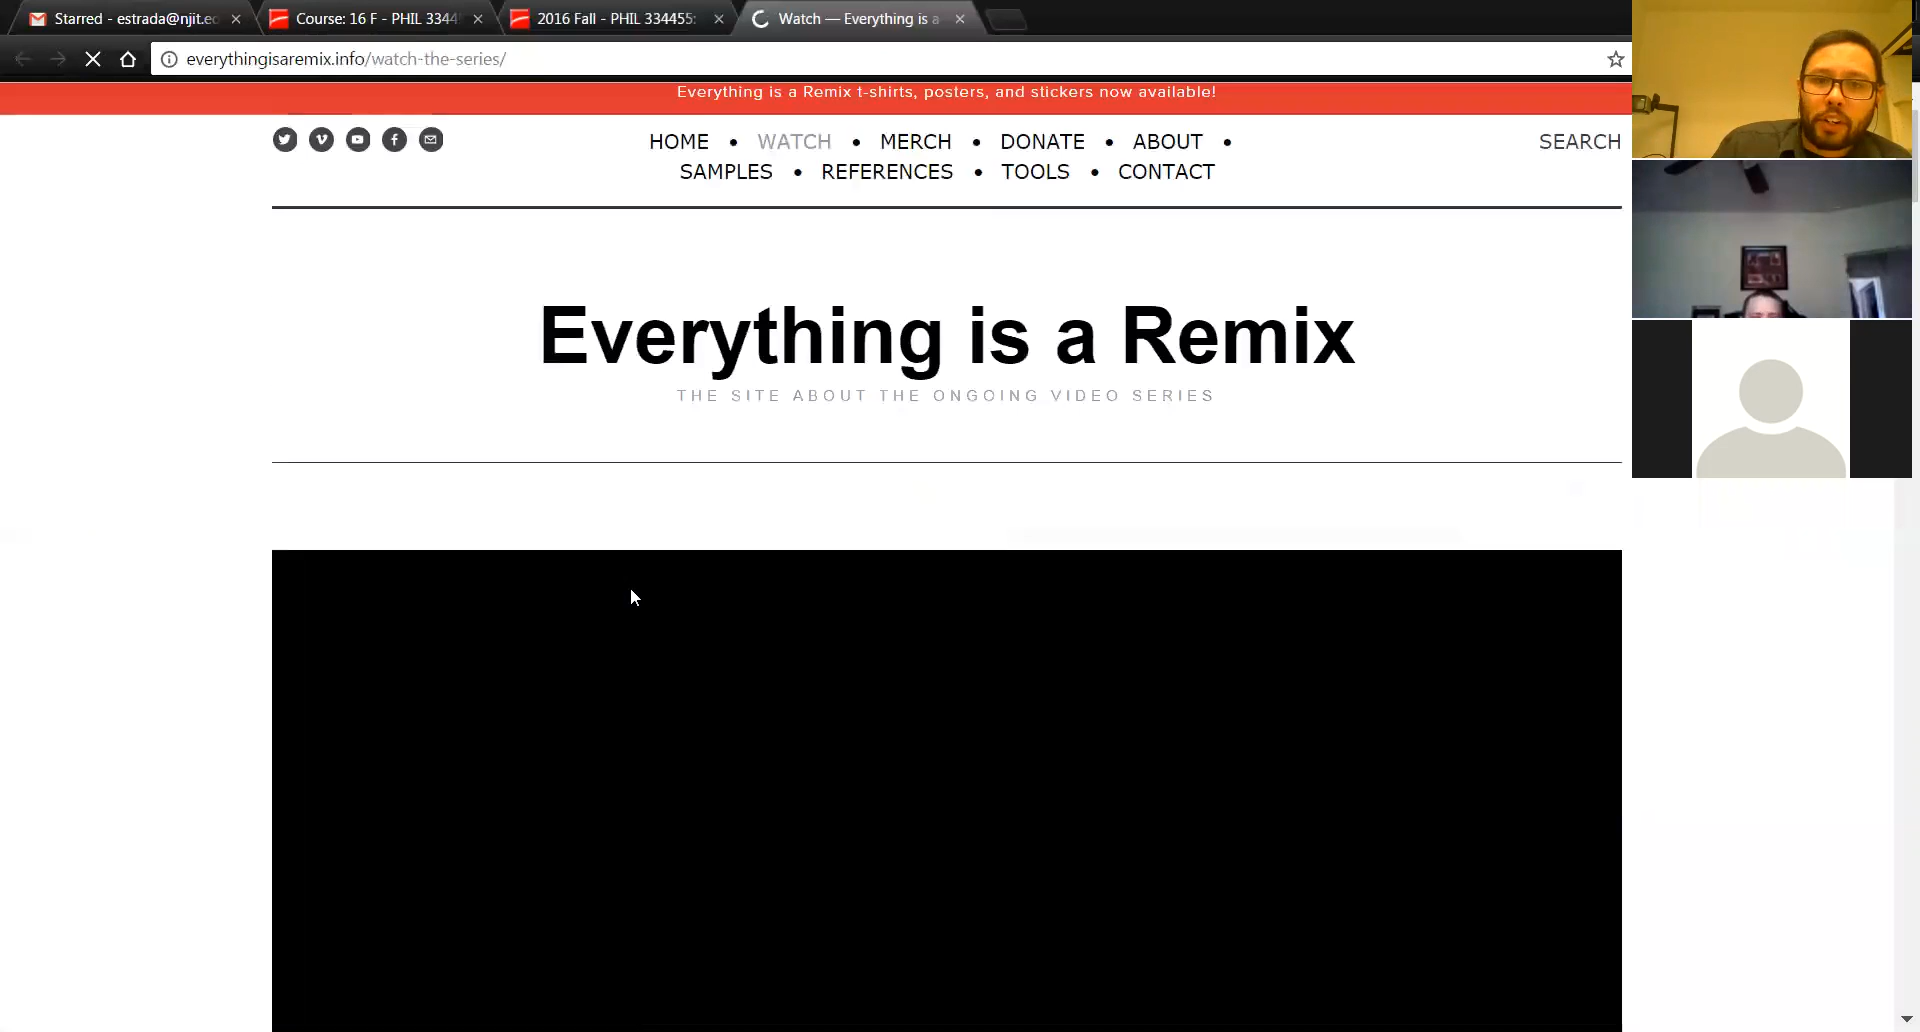 Starred - estrada@njit.ec
Course: 16 F - PHIL 3344
2016 Fall - PHIL 334455:
Watch — Everything is a
everythingisaremix.info/watch-the-series/
Everything is a Remix t-shirts, posters, and stickers now available!
HOME • WATCH • MERCH • DONATE • ABOUT •
SEARCH
SAMPLES • REFERENCES • TOOLS • CONTACT
Everything is a Remix
THE SITE ABOUT THE ONGOING VIDEO SERIES